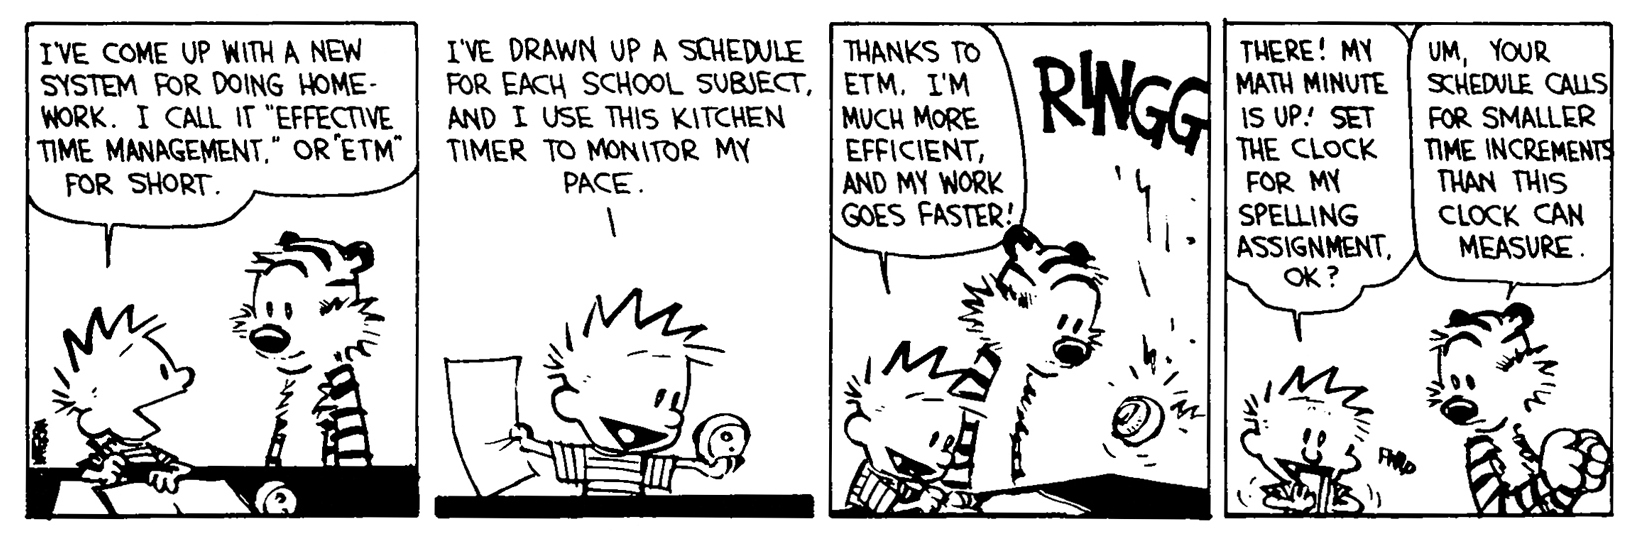 I'VE COME UP WITH A NEW
SYSTEM FOR DOING HOME-
WORK. I CALL IT "EFFECTIVE
TIME MANAGEMENT," OR "ETM"
FOR SHORT.
I'VE DRAWN UP A SCHEDULE
FOR EACH SCHOOL SUBJECT,
AND I USE THIS KITCHEN
TIMER TO MONITOR MY
PACE.
THANKS TO
ETM, I'M
MUCH MORE
EFFICIENT,
AND MY WORK
GOES FASTER!
RINGG
THERE! MY
MATH MINUTE
IS UP! SET
THE CLOCK
FOR MY
SPELLING
ASSIGNMENT,
OK?
UM, YOUR
SCHEDULE CALLS
FOR SMALLER
TIME INCREMENTS
THAN THIS
CLOCK CAN
MEASURE.